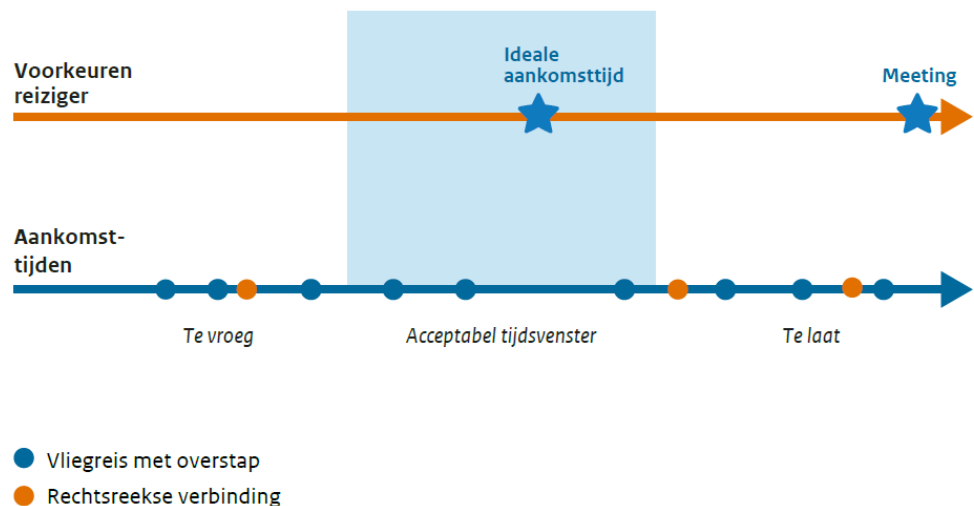 Voorkeuren
reiziger
Ideale
aankomsttijd
Meeting
Aankomst-
tijden
Te vroeg
Acceptabel tijdsvenster
Te laat
Vliegreis met overstap
Rechtsreekse verbinding